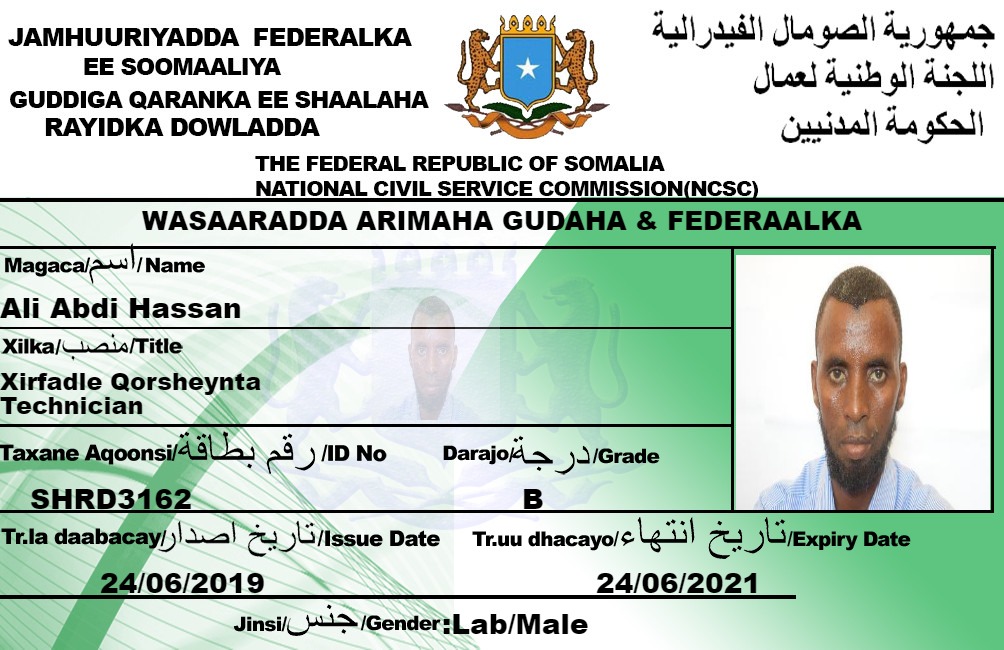 JAMHUURIYADDA FEDERALKA
EE SOOMAALIYA
GUDDIGA QARANKA EE SHAALAHA
RAYIDKA DOWLADDA
جمهورية الصومال الفيدرالية
اللجنة الوطنية لعمال
الحكومة المدنيين
THE FEDERAL REPUBLIC OF SOMALIA
NATIONAL CIVIL SERVICE COMMISSION(NCSC)
WASAARADDA ARIMAHA GUDAHA & FEDERAALKA
Magaca/اسم/Name
Ali Abdi Hassan
Xilka/منصب/Title
Xirfadle Qorsheynta
Technician
Taxane Aqoonsi/رقم بطاقة/ID No
Darajo/درجة/Grade
SHRD3162
B
Tr.la daabacay/تاريخ اصدار/Issue Date
Tr.uu dhacayo/تاريخ انتهاء/Expiry Date
24/06/2019
24/06/2021
Jinsi/جنس/Gender:Lab/Male